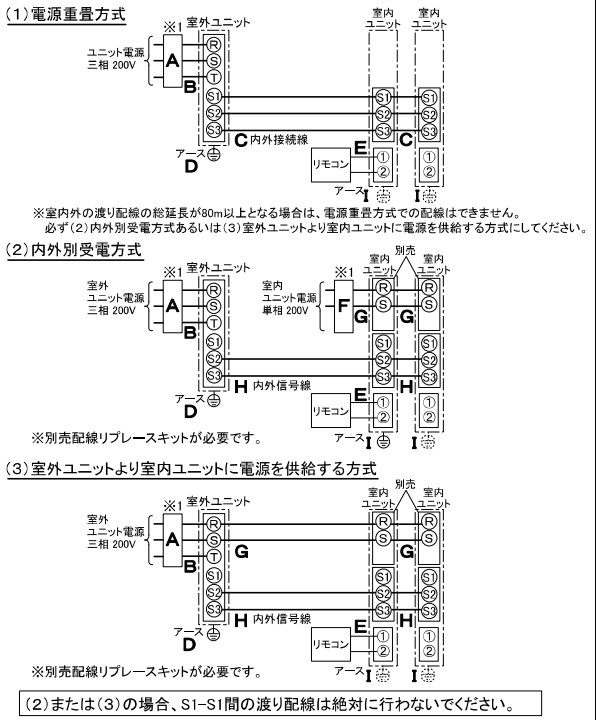 (1)電源重畳方式
※1 室外ユニット
室内
ユニット
室内
ユニット
ユニット電源
三相 200V
A
B
R
S
T
S1
S2
S3
S1
S2
S3
S1
S2
S3
C 内外接続線
C
アース
D
E
リモコン
①
②
①
②
アース I
I
※室内外の渡り配線の総延長が80m以上となる場合は、電源重畳方式での配線はできません。
必ず(2)内外別受電方式あるいは(3)室外ユニットより室内ユニットに電源を供給する方式にしてください。
(2)内外別受電方式
※1 室外ユニット
※1
別売
室内
ユニット
室内
ユニット
室外
ユニット電源
三相 200V
A
B
R
S
T
S1
S2
S3
室内
ユニット電源
単相 200V
F
G
G
R
S
R
S
S1
S2
S3
S1
S2
S3
H 内外信号線
H
アース
D
E
リモコン
①
②
①
②
アース I
I
※別売配線リプレースキットが必要です。
(3)室外ユニットより室内ユニットに電源を供給する方式
※1 室外ユニット
別売
室内
ユニット
室内
ユニット
室外
ユニット電源
三相 200V
A
B
R
S
T
S1
S2
S3
G
G
R
S
R
S
S1
S2
S3
S1
S2
S3
H 内外信号線
H
アース
D
E
リモコン
①
②
①
②
アース I
I
※別売配線リプレースキットが必要です。
(2)または(3)の場合、S1-S1間の渡り配線は絶対に行わないでください。